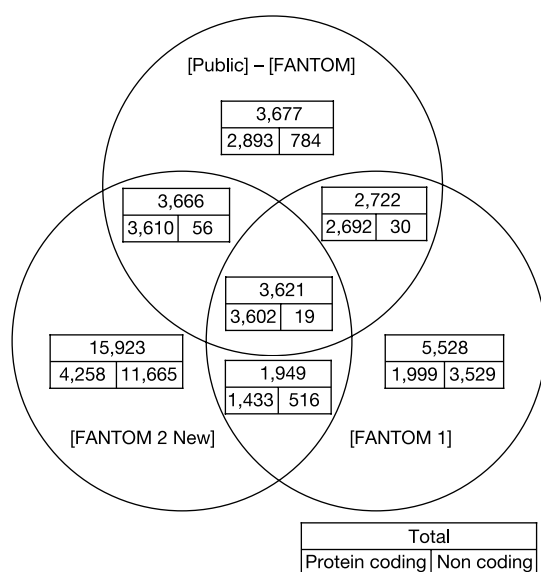 [Public] – [FANTOM]
3,677
2,893 784
3,666
3,610 56
2,722
2,692 30
3,621
3,602 19
15,923
4,258 11,665
5,528
1,999 3,529
1,949
1,433 516
[FANTOM 2 New]
[FANTOM 1]
Total
Protein coding Non coding